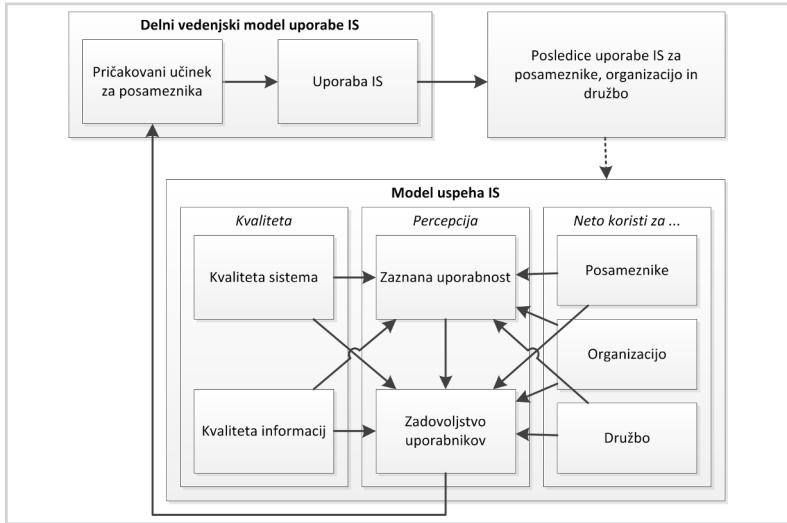 Delni vedenjski model uporabe IS
Pričakovani učinek
za posameznika
Uporaba IS
Posledice uporabe IS za
posameznike, organizacijo in
družbo
Model uspeha IS
Kvaliteta
Percepcija
Neto koristi za ...
Kvaliteta sistema
Zaznana uporabnost
Posameznike
Organizacijo
Kvaliteta informacij
Zadovoljstvo
uporabnikov
Družbo